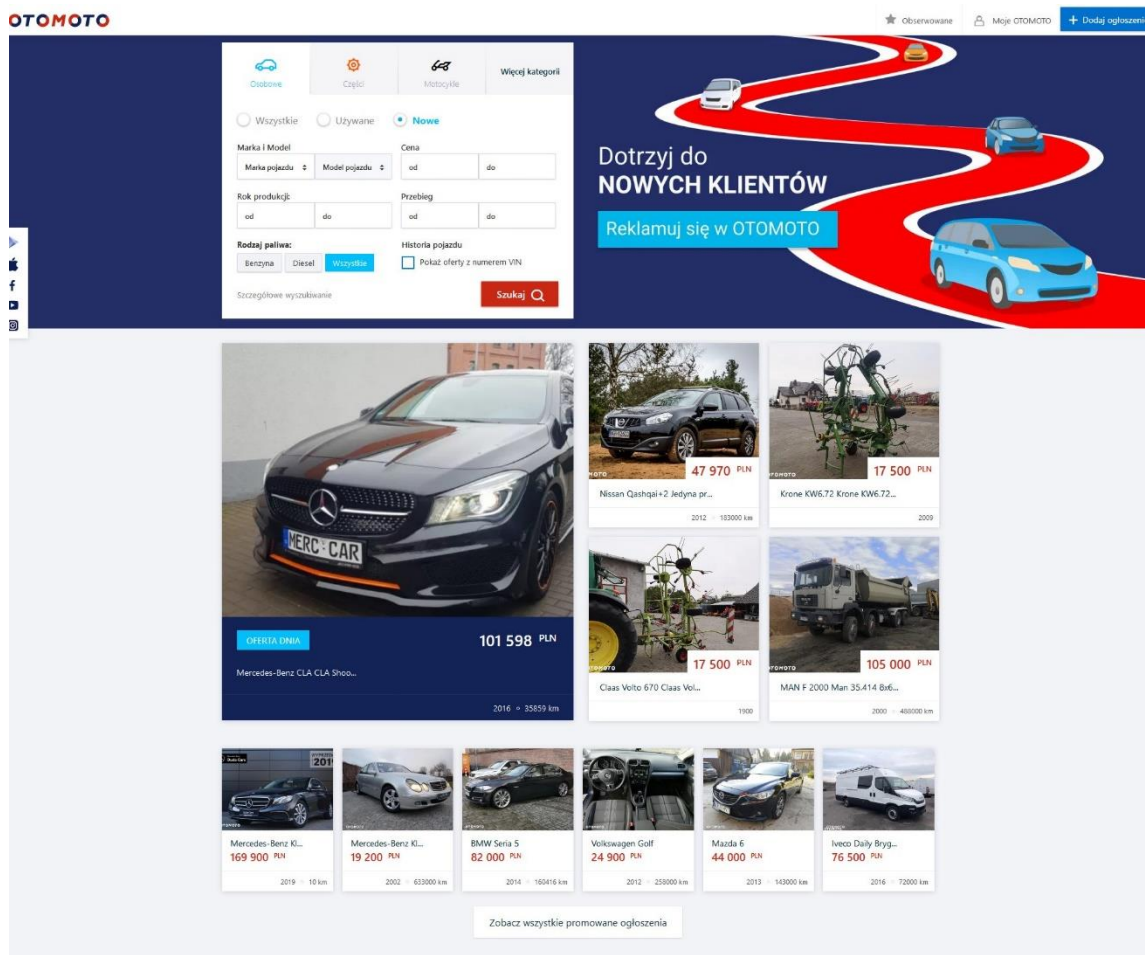 OTOMOTO
Obserwowane
Moje OTOMOTO
+ Dodaj ogłoszenie
Osobowe
Części
Motocykle
Więcej kategorii
Wszystkie
Używane
Nowe
Marka i Model
Cena
Marka pojazdu
Model pojazdu
od
do
Rok produkcji:
Przebieg
od
do
od
do
Rodzaj paliwa:
Historia pojazdu
Benzyna
Diesel
Wszystkie
Pokaż oferty z numerem VIN
Szczegółowe wyszukiwanie
Szukaj
Dotrzyj do
NOWYCH KLIENTÓW
Reklamuj się w OTOMOTO
MERC CAR
OFERTA DNIA
101 598 PLN
Mercedes-Benz CLA CLA Shoo...
2016 35859 km
47 970 PLN
Nissan Qashqai+2 Jedyna pr...
2012 183000 km
17 500 PLN
Krone KW6.72 Krone KW6.72...
2009
17 500 PLN
Claas Volto 670 Claas Vol...
1900
105 000 PLN
MAN F 2000 Man 35.414 8x6...
2000 488000 km
Mercedes-Benz Kl...
169 900 PLN
2019 10 km
Mercedes-Benz Kl...
19 200 PLN
2002 633000 km
BMW Seria 5
82 000 PLN
2014 160416 km
Volkswagen Golf
24 900 PLN
2012 258000 km
Mazda 6
44 000 PLN
2013 143000 km
Iveco Daily Bryg...
76 500 PLN
2016 72000 km
Zobacz wszystkie promowane ogłoszenia